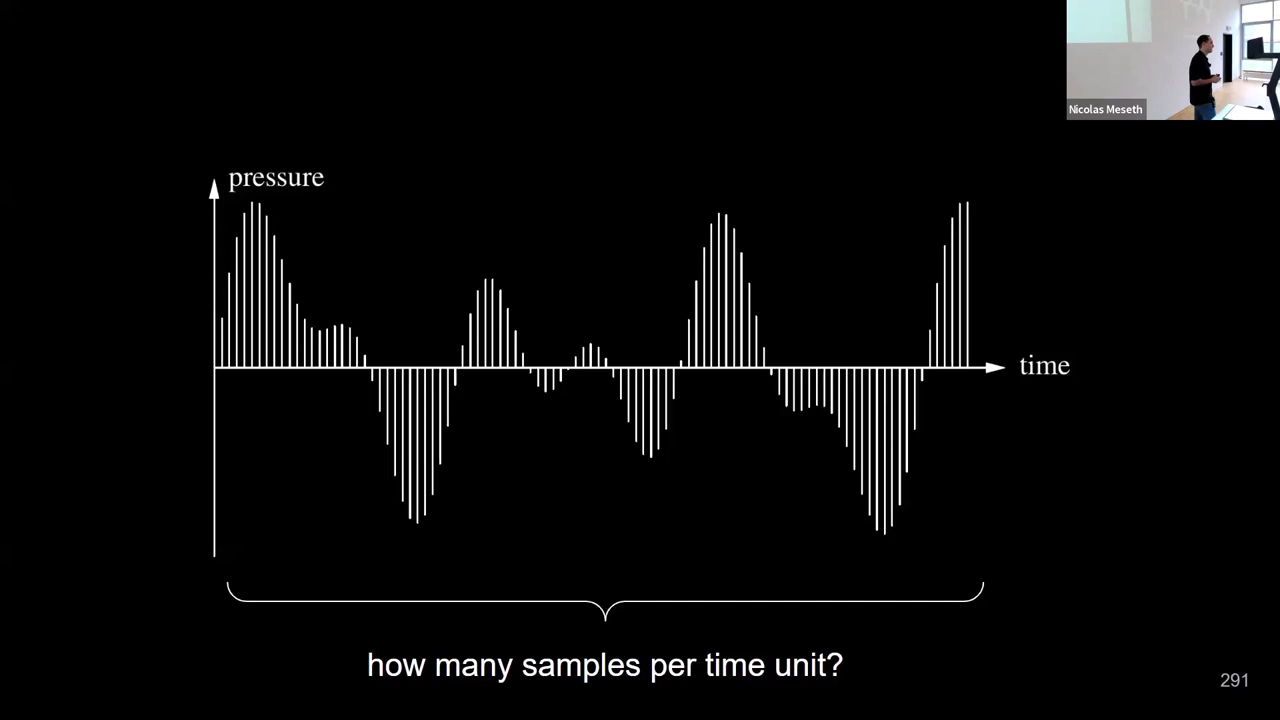 Nicolas Meseth
pressure
time
how many samples per time unit?
291